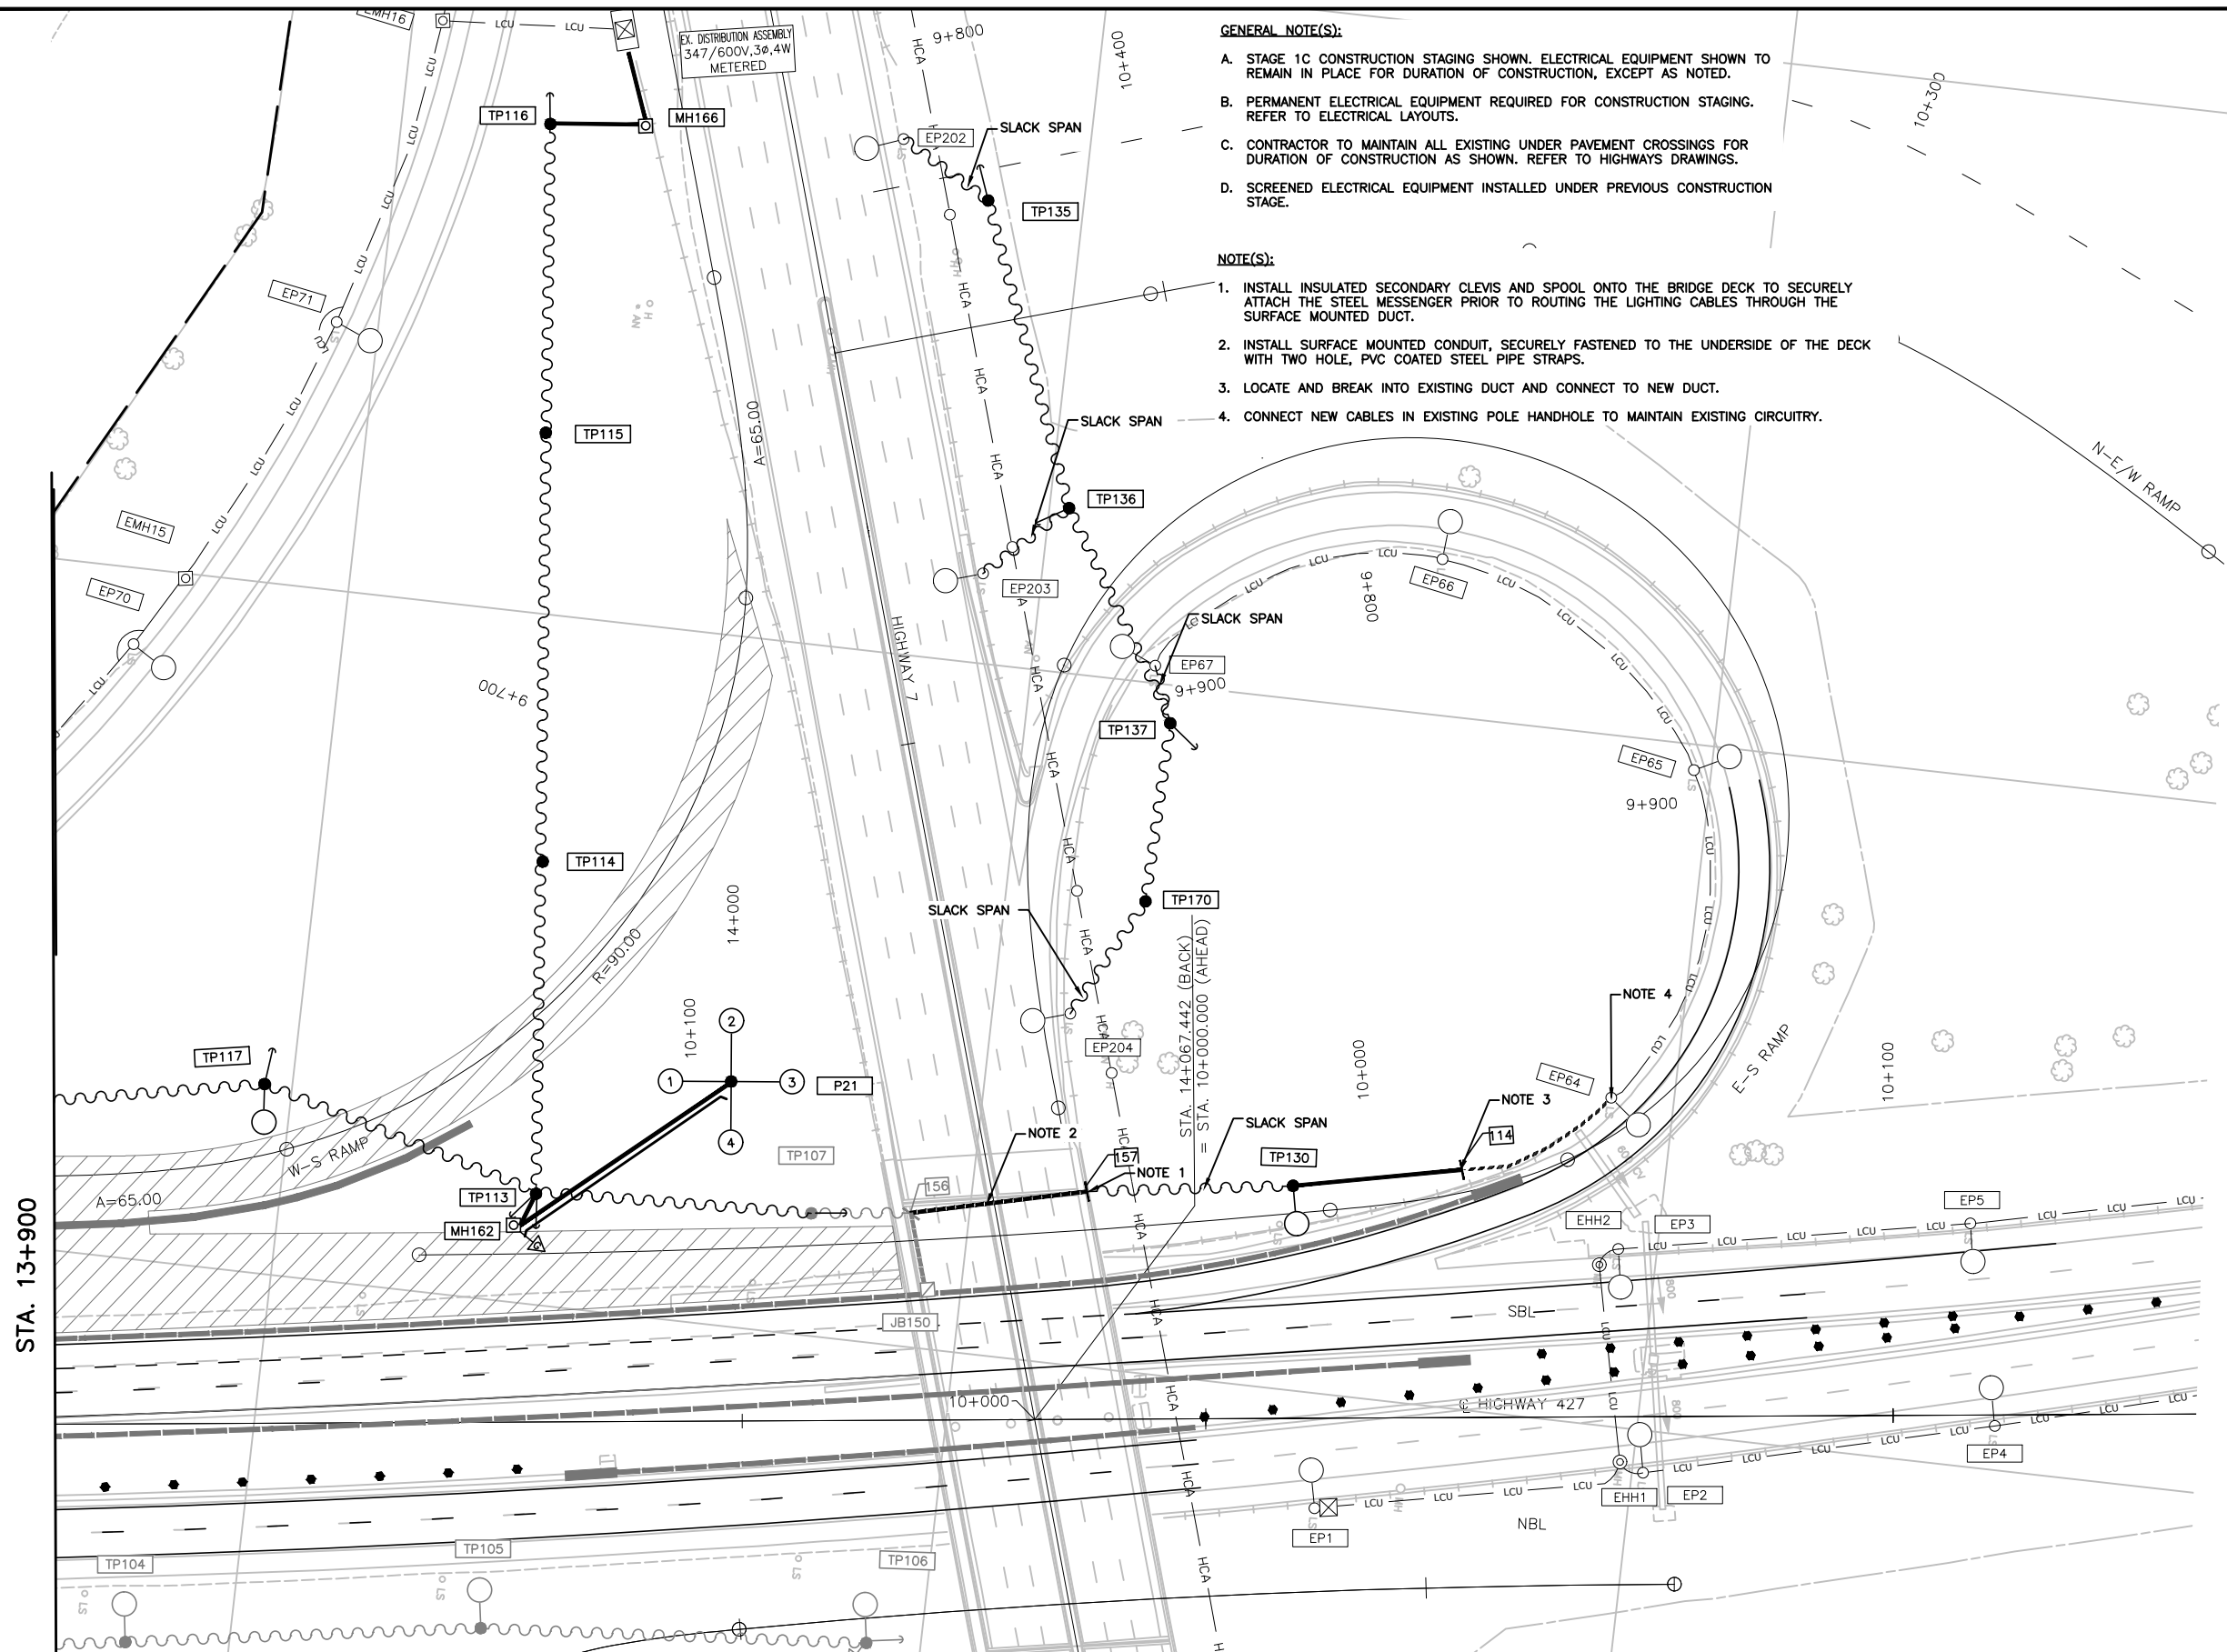 EMH16
LCU
LCU
EX. DISTRIBUTION ASSEMBLY
347/600V,3ø,4W
METERED
HCA
9+800
10+400
10+300
GENERAL NOTE(S):
A. STAGE 1C CONSTRUCTION STAGING SHOWN. ELECTRICAL EQUIPMENT SHOWN TO
REMAIN IN PLACE FOR DURATION OF CONSTRUCTION, EXCEPT AS NOTED.
B. PERMANENT ELECTRICAL EQUIPMENT REQUIRED FOR CONSTRUCTION STAGING.
REFER TO ELECTRICAL LAYOUTS.
C. CONTRACTOR TO MAINTAIN ALL EXISTING UNDER PAVEMENT CROSSINGS FOR
DURATION OF CONSTRUCTION AS SHOWN. REFER TO HIGHWAYS DRAWINGS.
D. SCREENED ELECTRICAL EQUIPMENT INSTALLED UNDER PREVIOUS CONSTRUCTION
STAGE.
NOTE(S):
1. INSTALL INSULATED SECONDARY CLEVIS AND SPOOL ONTO THE BRIDGE DECK TO SECURELY
ATTACH THE STEEL MESSENGER PRIOR TO ROUTING THE LIGHTING CABLES THROUGH THE
SURFACE MOUNTED DUCT.
2. INSTALL SURFACE MOUNTED CONDUIT, SECURELY FASTENED TO THE UNDERSIDE OF THE DECK
WITH TWO HOLE, PVC COATED STEEL PIPE STRAPS.
3. LOCATE AND BREAK INTO EXISTING DUCT AND CONNECT TO NEW DUCT.
4. CONNECT NEW CABLES IN EXISTING POLE HANDHOLE TO MAINTAIN EXISTING CIRCUITRY.
TP116
MH166
EP202
SLACK SPAN
TP135
EP71
TP115
A=65.00
SLACK SPAN
TP136
N-E/W RAMP
EMH15
EP70
EP203
9+800
EP66
SLACK SPAN
HIGHWAY 7
EP67
9+900
9+700
TP137
EP65
9+900
TP114
14+000
SLACK SPAN
TP170
R=90.00
STA. 14+067.442 (BACK)
= STA. 10+000.000 (AHEAD)
NOTE 4
10+100
2
TP117
1
3
P21
4
EP204
10+000
EP64
E-S RAMP
10+100
NOTE 3
SLACK SPAN
NOTE 2
TP107
157
NOTE 1
TP130
114
W-S RAMP
A=65.00
TP113
156
MH162
EHH2
EP3
EP5
STA. 13+900
JB150
SBL
800
10+000
℄ HIGHWAY 427
800
EP4
EHH1
EP2
EP1
NBL
TP104
TP105
TP106
LS
LS
LS